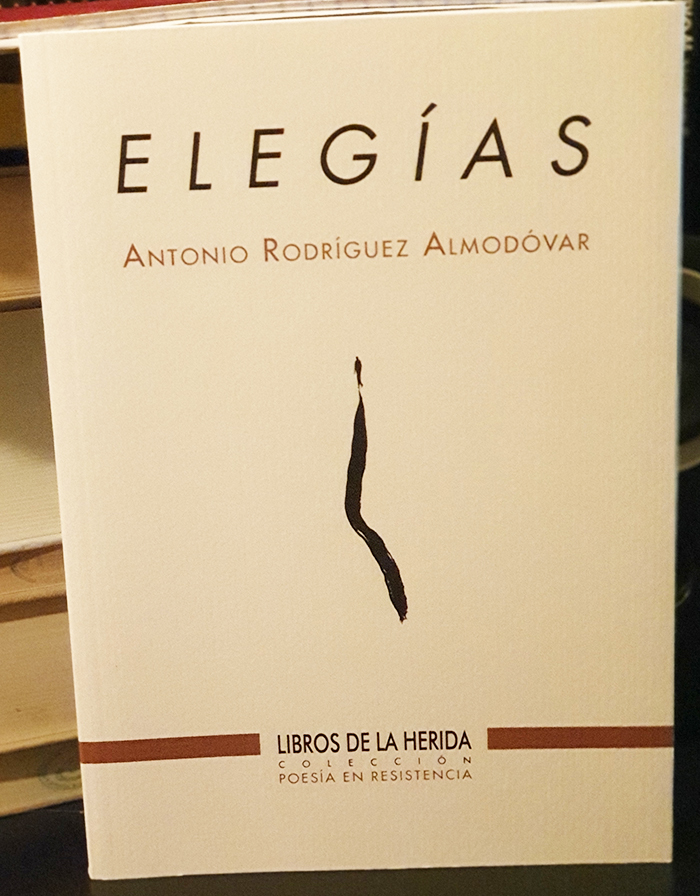 ELEGÍAS
ANTONIO RODRÍGUEZ ALMODÓVAR
LIBROS DE LA HERIDA
COLECCIÓN
POESÍA EN RESISTENCIA